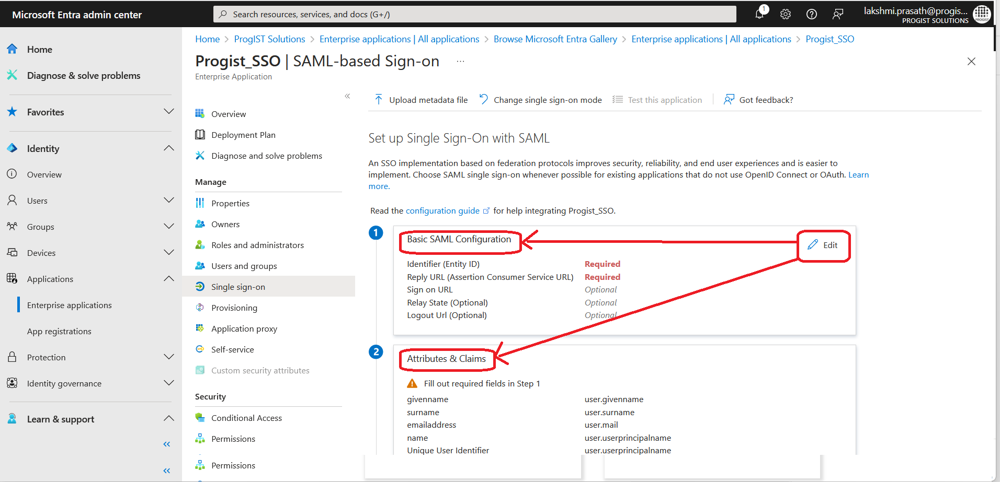 Microsoft Entra admin center
Search resources, services, and docs (G+/)
1
lakshmi.prasath@progis...
PROGIST SOLUTIONS
PROGIST
Home
Diagnose & solve problems
Favorites
Identity
Overview
Users
Groups
Devices
Applications
Enterprise applications
App registrations
Protection
Identity governance
Learn & support
Home > ProgIST Solutions > Enterprise applications | All applications > Browse Microsoft Entra Gallery > Enterprise applications | All applications > Progist_SSO
Progist_SSO | SAML-based Sign-on ...
Enterprise Application
Overview
Deployment Plan
Diagnose and solve problems
Manage
Properties
Owners
Roles and administrators
Users and groups
Single sign-on
Provisioning
Application proxy
Self-service
Custom security attributes
Security
Conditional Access
Permissions
Permissions
Upload metadata file
Change single sign-on mode
Test this application
Got feedback?
Set up Single Sign-On with SAML
An SSO implementation based on federation protocols improves security, reliability, and end user experiences and is easier to
implement. Choose SAML single sign-on whenever possible for existing applications that do not use OpenID Connect or OAuth. Learn
more.
Read the configuration guide for help integrating Progist_SSO.
1
Basic SAML Configuration
Edit
Identifier (Entity ID) Required
Reply URL (Assertion Consumer Service URL) Required
Sign on URL Optional
Relay State (Optional) Optional
Logout Url (Optional) Optional
2
Attributes & Claims
Fill out required fields in Step 1
givenname user.givenname
surname user.surname
emailaddress user.mail
name user.userprincipalname
Unique User Identifier user.userprincipalname